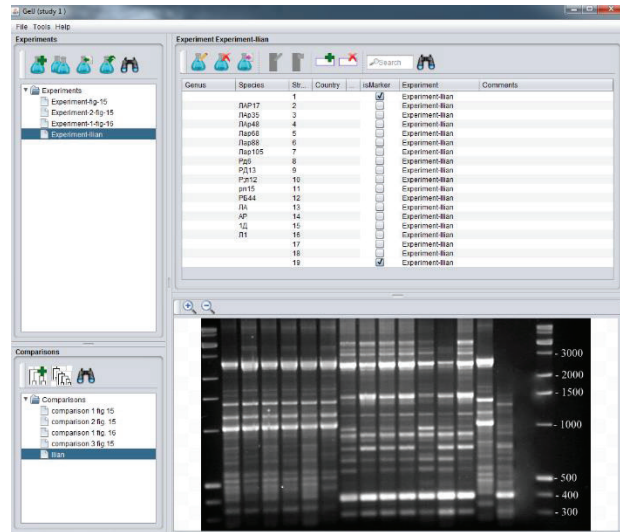 GelJ (study 1)
File Tools Help
Experiments
Experiments
Experiment-fig-15
Experiment-2-fig-15
Experiment-1-fig-16
Experiment-Ilian
Comparisons
Comparisons
comparison 1 fig 15
comparison 2 fig. 15
comparison 1 fig. 16
comparison 3 fig.15
Ilian
Experiment Experiment-Ilian
Search
Genus Species Str... Country ... isMarker Experiment Comments
1 Experiment-Ilian
ЛАР17 2 Experiment-Ilian
ЛАр35 3 Experiment-Ilian
ЛАр48 4 Experiment-Ilian
Лар68 5 Experiment-Ilian
Лар88 6 Experiment-Ilian
Лар105 7 Experiment-Ilian
Рд6 8 Experiment-Ilian
РД13 9 Experiment-Ilian
10 Experiment-Ilian
рп15 11 Experiment-Ilian
РБ44 12 Experiment-Ilian
ЛА 13 Experiment-Ilian
АР 14 Experiment-Ilian
1Д 15 Experiment-Ilian
Л1 16 Experiment-Ilian
17 Experiment-Ilian
18 Experiment-Ilian
19 Experiment-Ilian
- 3000
- 2000
- 1500
- 1000
- 500
- 400
- 300